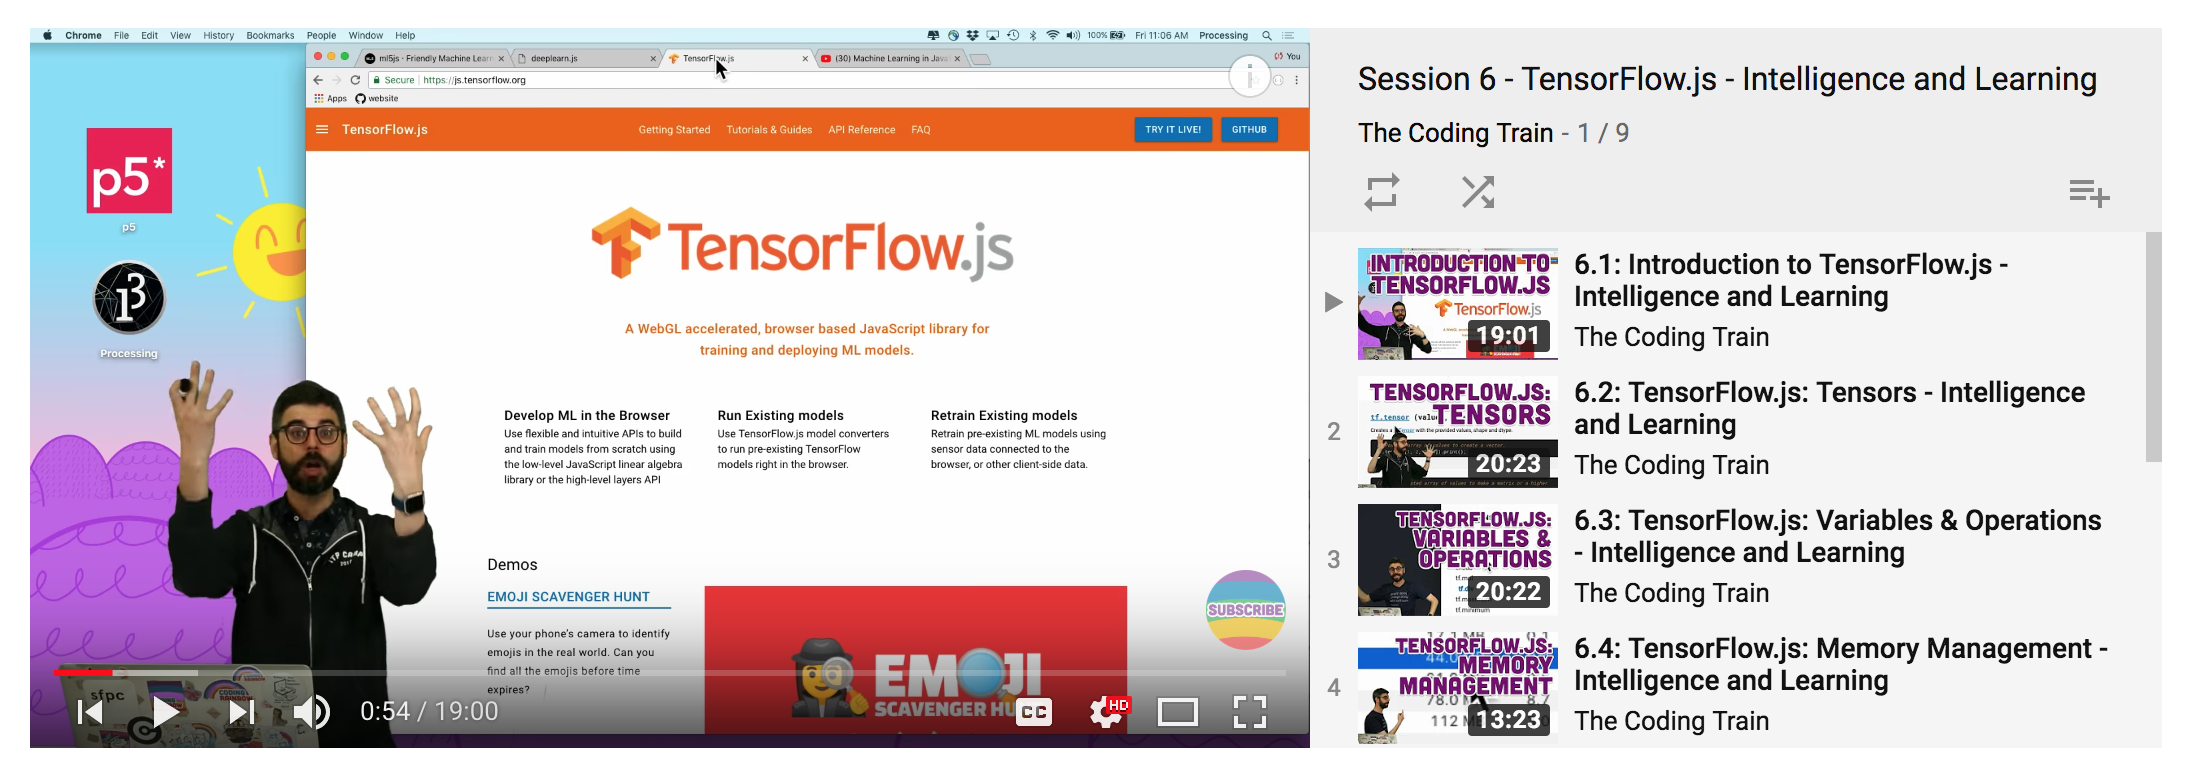 Chrome File Edit View History Bookmarks People Window Help
100% Fri 11:06 AM Processing
ml5js - Friendly Machine Learn
deeplearn.js
TensorFlow.js
(30) Machine Learning in Java
You
Secure https://js.tensorflow.org
Apps website
TensorFlow.js
Getting Started Tutorials & Guides API Reference FAQ
TRY IT LIVE! GITHUB
p5*
p5
Processing
TensorFlow.js
A WebGL accelerated, browser based JavaScript library for
training and deploying ML models.
Develop ML in the Browser
Use flexible and intuitive APIs to build
and train models from scratch using
the low-level JavaScript linear algebra
library or the high-level layers API
Run Existing models
Use TensorFlow.js model converters
to run pre-existing TensorFlow
models right in the browser.
Retrain Existing models
Retrain pre-existing ML models using
sensor data connected to the
browser, or other client-side data.
Demos
EMOJI SCAVENGER HUNT
Use your phone's camera to identify
emojis in the real world. Can you
find all the emojis before time
expires?
EMOJI
SCAVENGER HU
SUBSCRIBE
sfpc
0:54 / 19:00
CC
HD
Session 6 - TensorFlow.js - Intelligence and Learning
The Coding Train - 1 / 9
INTRODUCTION TO
TENSORFLOW.JS
TensorFlow.js
19:01
6.1: Introduction to TensorFlow.js -
Intelligence and Learning
The Coding Train
2
TENSORFLOW.JS:
TENSORS
tf.tensor
20:23
6.2: TensorFlow.js: Tensors - Intelligence
and Learning
The Coding Train
3
TENSORFLOW.JS:
VARIABLES &
OPERATIONS
tf.minimum
20:22
6.3: TensorFlow.js: Variables & Operations
- Intelligence and Learning
The Coding Train
4
TENSORFLOW.JS:
MEMORY
MANAGEMENT
78.0 M
112 M
13:23
6.4: TensorFlow.js: Memory Management -
Intelligence and Learning
The Coding Train